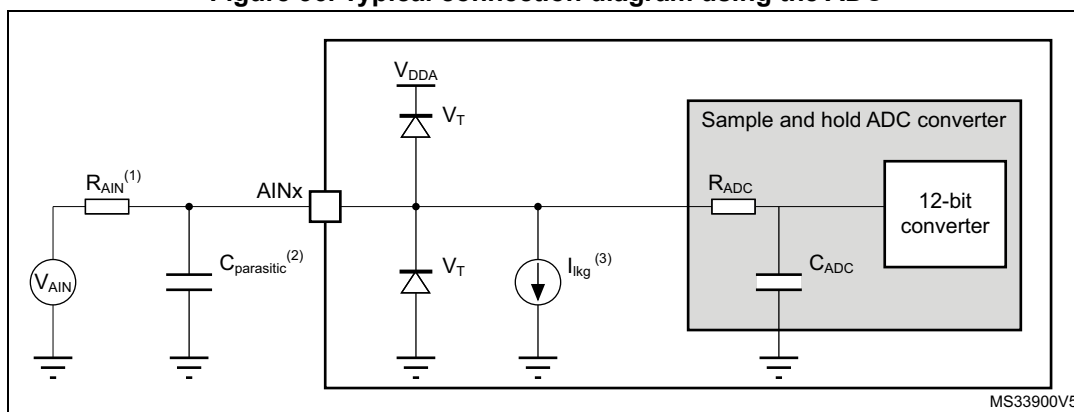 Figure Typical connection diagram using the ADC
V_DDA
V_T
Sample and hold ADC converter
R_AIN(1)
AINx
R_ADC
12-bit
converter
C_parasitic(2)
V_T
I_lkg(3)
C_ADC
V_AIN
MS33900V5